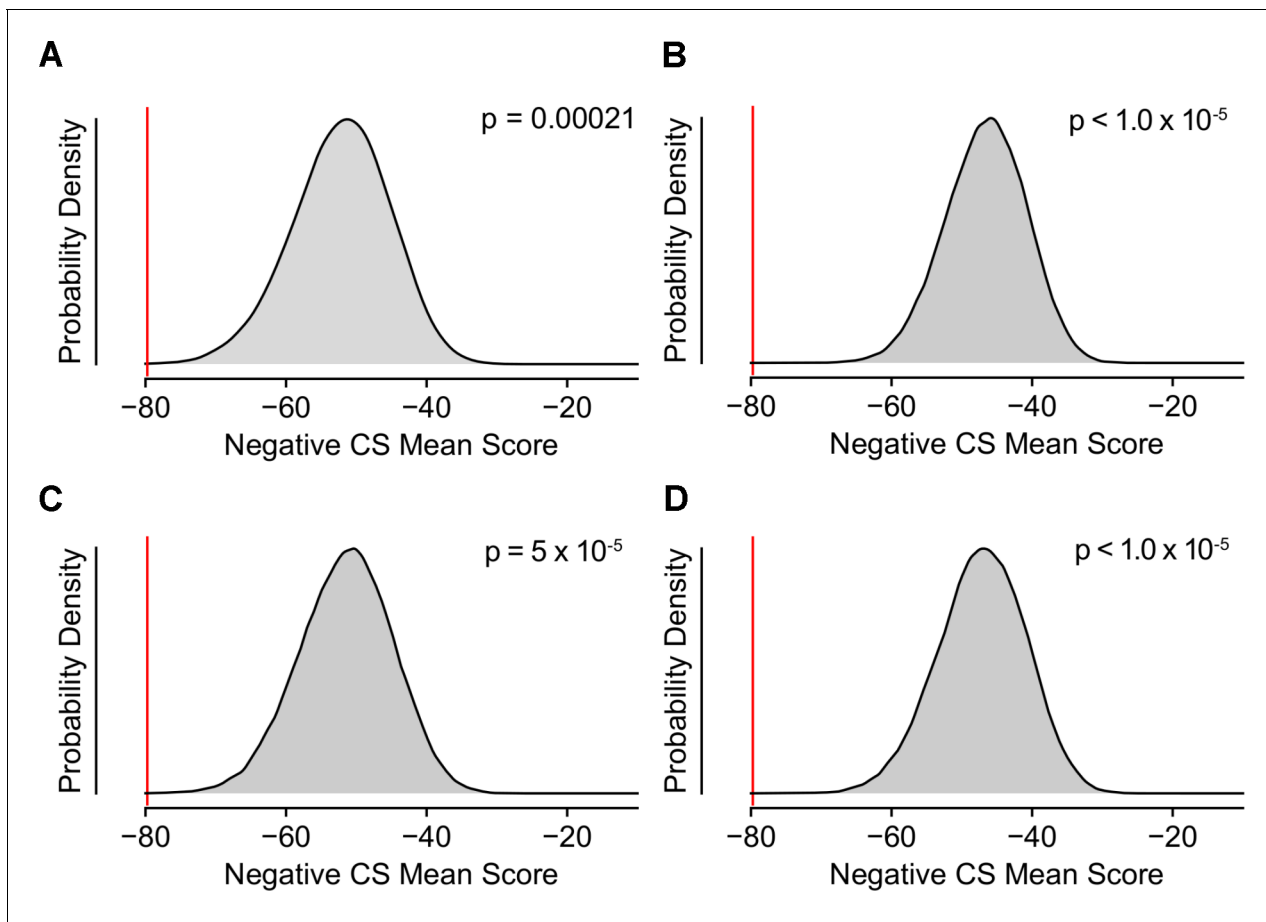 A
p = 0.00021
Probability Density
−80 −60 −40 −20
Negative CS Mean Score
B
p < 1.0 x 10⁻⁵
Probability Density
−80 −60 −40 −20
Negative CS Mean Score
C
p = 5 x 10⁻⁵
Probability Density
−80 −60 −40 −20
Negative CS Mean Score
D
p < 1.0 x 10⁻⁵
Probability Density
−80 −60 −40 −20
Negative CS Mean Score